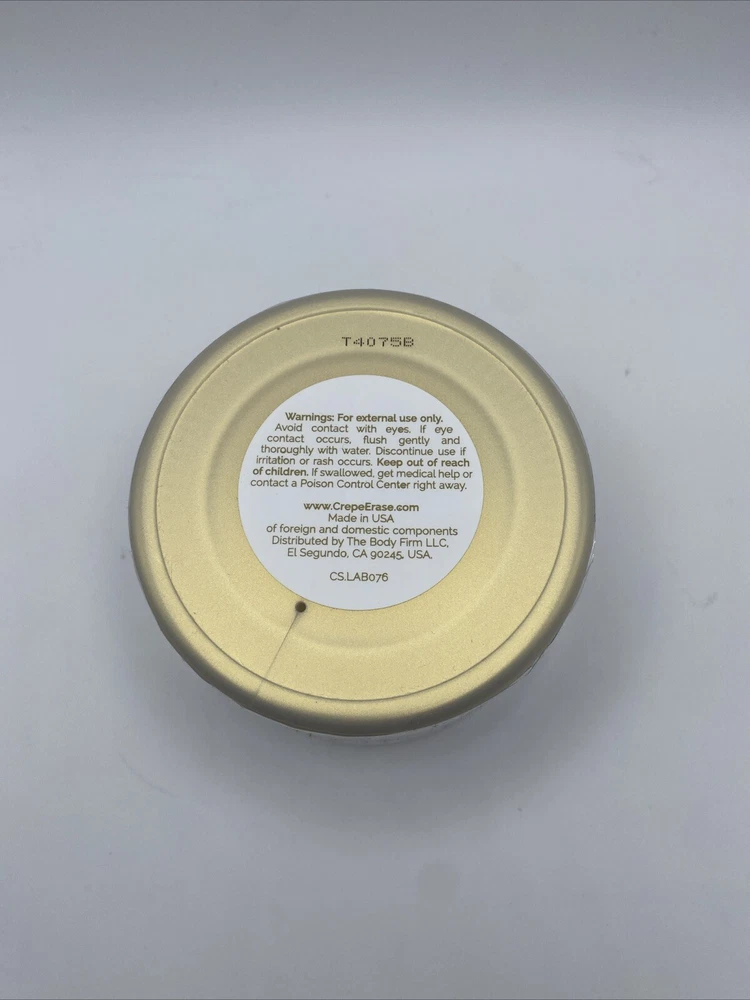 T4075B
Warnings: For external use only.
Avoid contact with eyes. If eye
contact occurs, flush gently and
thoroughly with water. Discontinue use if
irritation or rash occurs. Keep out of reach
of children. If swallowed, get medical help or
contact a Poison Control Center right away.
www.CrepeErase.com
Made in USA
of foreign and domestic components
Distributed by The Body Firm LLC,
El Segundo, CA 90245, USA.
CS.LAB076